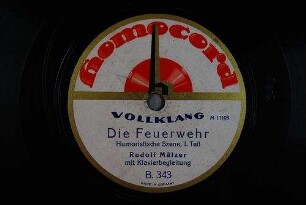 Homocord
VOLLKLANG
Die Feuerwehr
Humoristische Szene, I. Teil
Rudolf Mälzer
mit Klavierbegleitung
B. 343